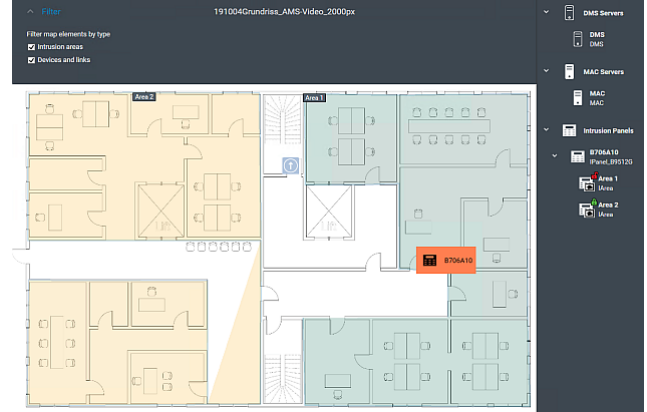 Filter
191004Grundriss_AMS-Video_2000px
Filter map elements by type
Intrusion areas
Devices and links
Area 2
Area 1
B706A10
DMS Servers
DMS
DMS
MAC Servers
MAC
MAC
Intrusion Panels
B706A10
IPanel_B9512G
Area 1
IArea
Area 2
IArea